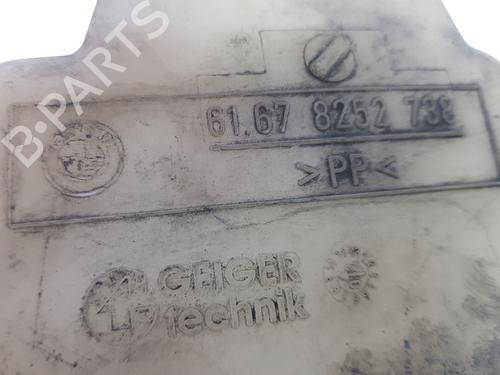 B-PARTS
61.67 8252 738
>PP<
GEIGER
technik